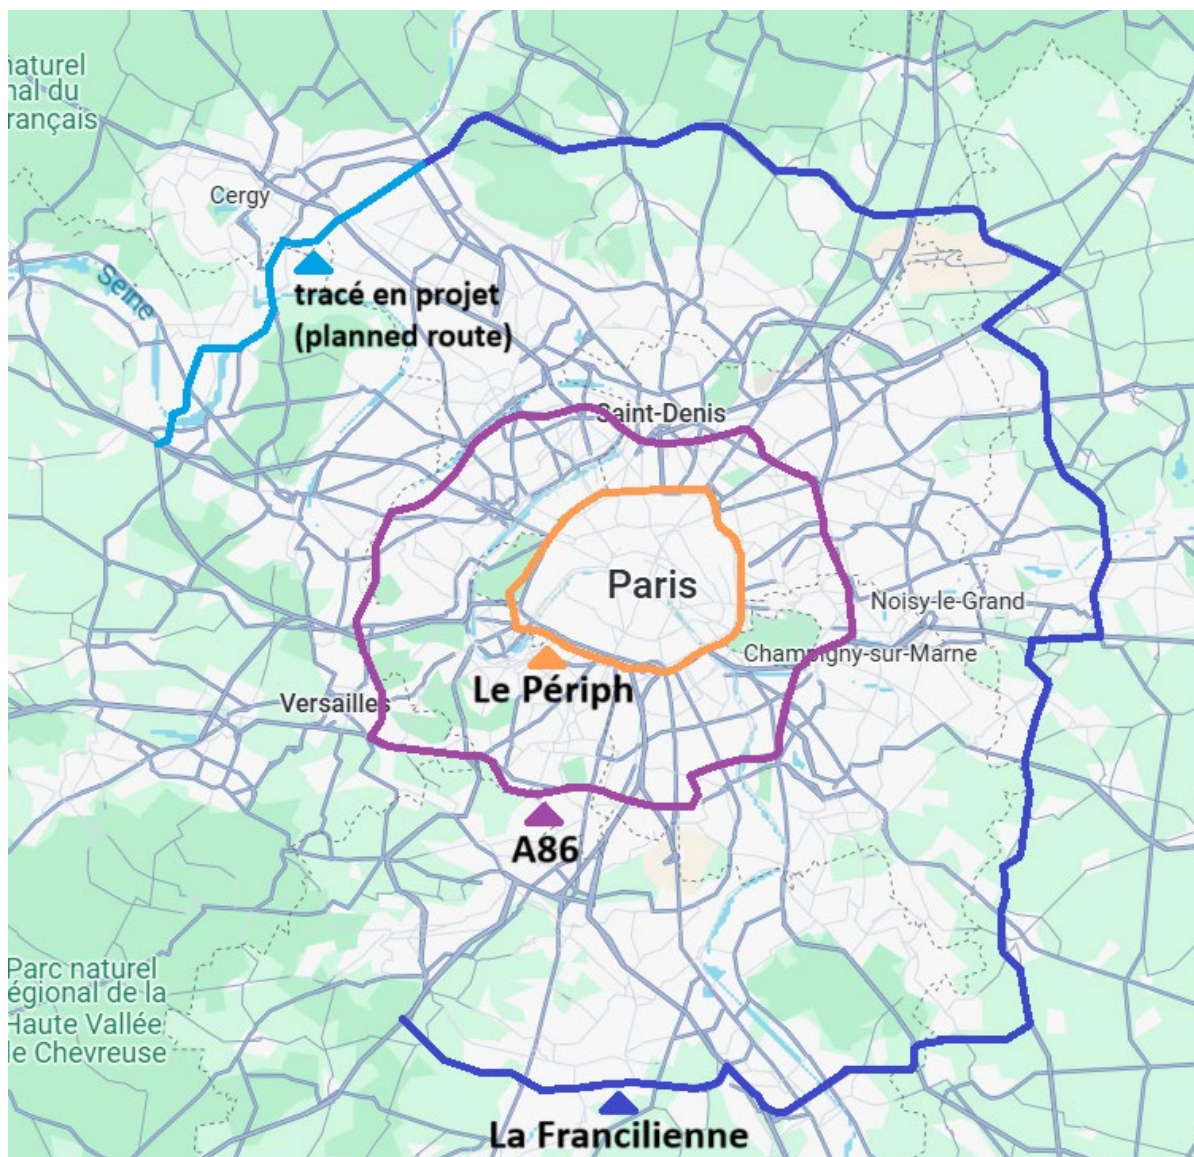 naturel
nal du
rançais
Cergy
Seine
tracé en projet
(planned route)
Saint-Denis
Paris
Noisy-le-Grand
Champigny-sur-Marne
Le Périph
Versailles
A86
Parc naturel
égional de la
Haute Vallée
de Chevreuse
La Francilienne